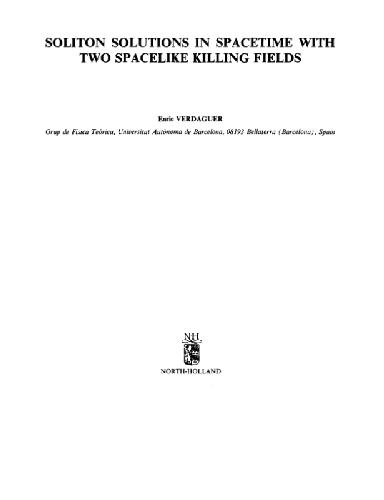 SOLITON SOLUTIONS IN SPACETIME WITH
TWO SPACELIKE KILLING FIELDS
Enric VERDAGUER
Grup de Física Teòrica, Universitat Autònoma de Barcelona, 08193 Bellaterra (Barcelona), Spain
NH
NORTH-HOLLAND